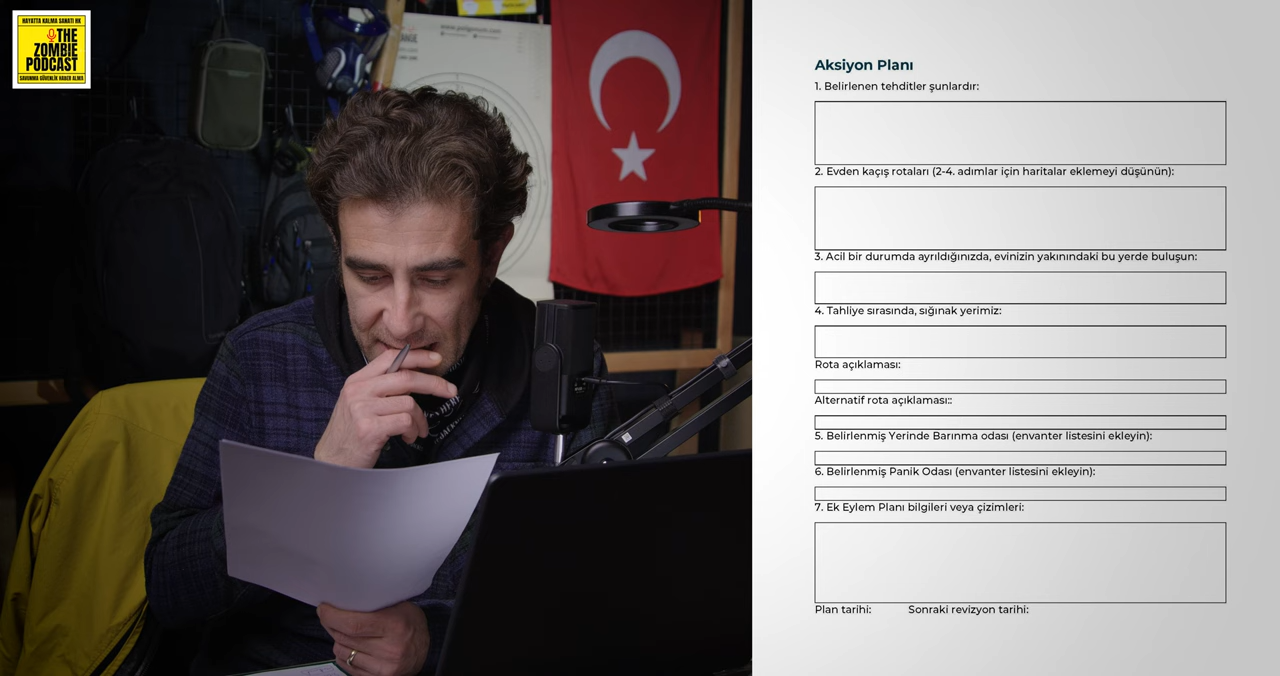 HAYATTA KALMA SANATI HK
THE
ZOMBIE
PODCAST
SAVUNMA GÜVENLİK HABER ALMA
Aksiyon Planı
1. Belirlenen tehditler şunlardır:
2. Evden kaçış rotaları (2-4. adımlar için haritalar eklemeyi düşünün):
3. Acil bir durumda ayrıldığınızda, evinizin yakınındaki bu yerde buluşun:
4. Tahliye sırasında, sığınak yerimiz:
Rota açıklaması:
Alternatif rota açıklaması::
5. Belirlenmiş Yerinde Barınma odası (envanter listesini ekleyin):
6. Belirlenmiş Panik Odası (envanter listesini ekleyin):
7. Ek Eylem Planı bilgileri veya çizimleri:
Plan tarihi: Sonraki revizyon tarihi: